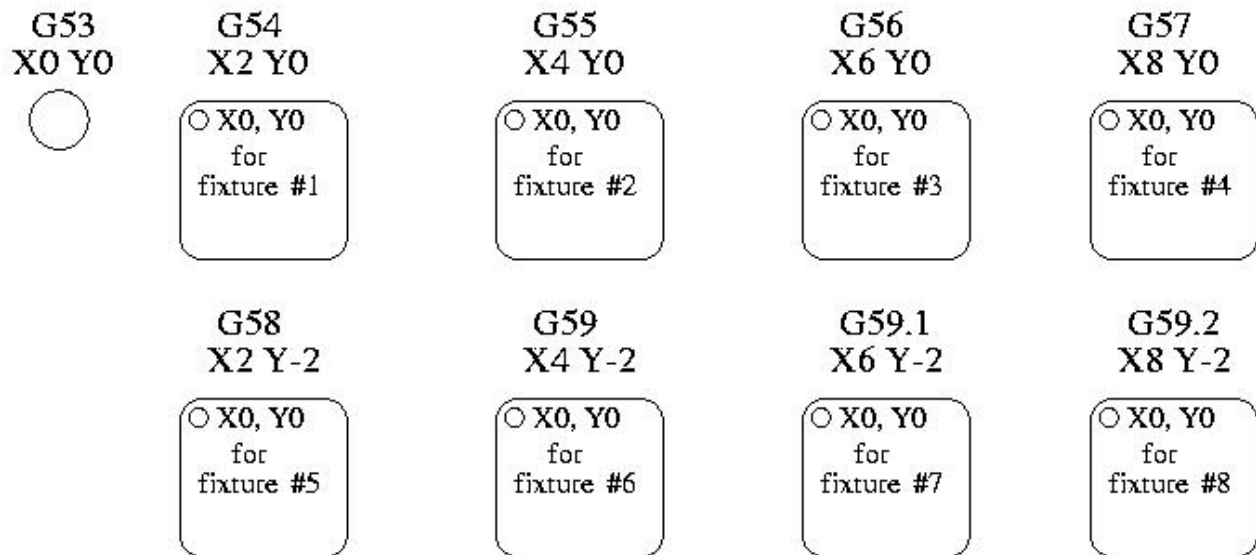 G53 G54 G55 G56 G57
X0 Y0 X2 Y0 X4 Y0 X6 Y0 X8 Y0
X0, Y0 X0, Y0 X0, Y0 X0, Y0
for for for for
fixture #1 fixture #2 fixture #3 fixture #4
G58 G59 G59.1 G59.2
X2 Y-2 X4 Y-2 X6 Y-2 X8 Y-2
X0, Y0 X0, Y0 X0, Y0 X0, Y0
for for for for
fixture #5 fixture #6 fixture #7 fixture #8